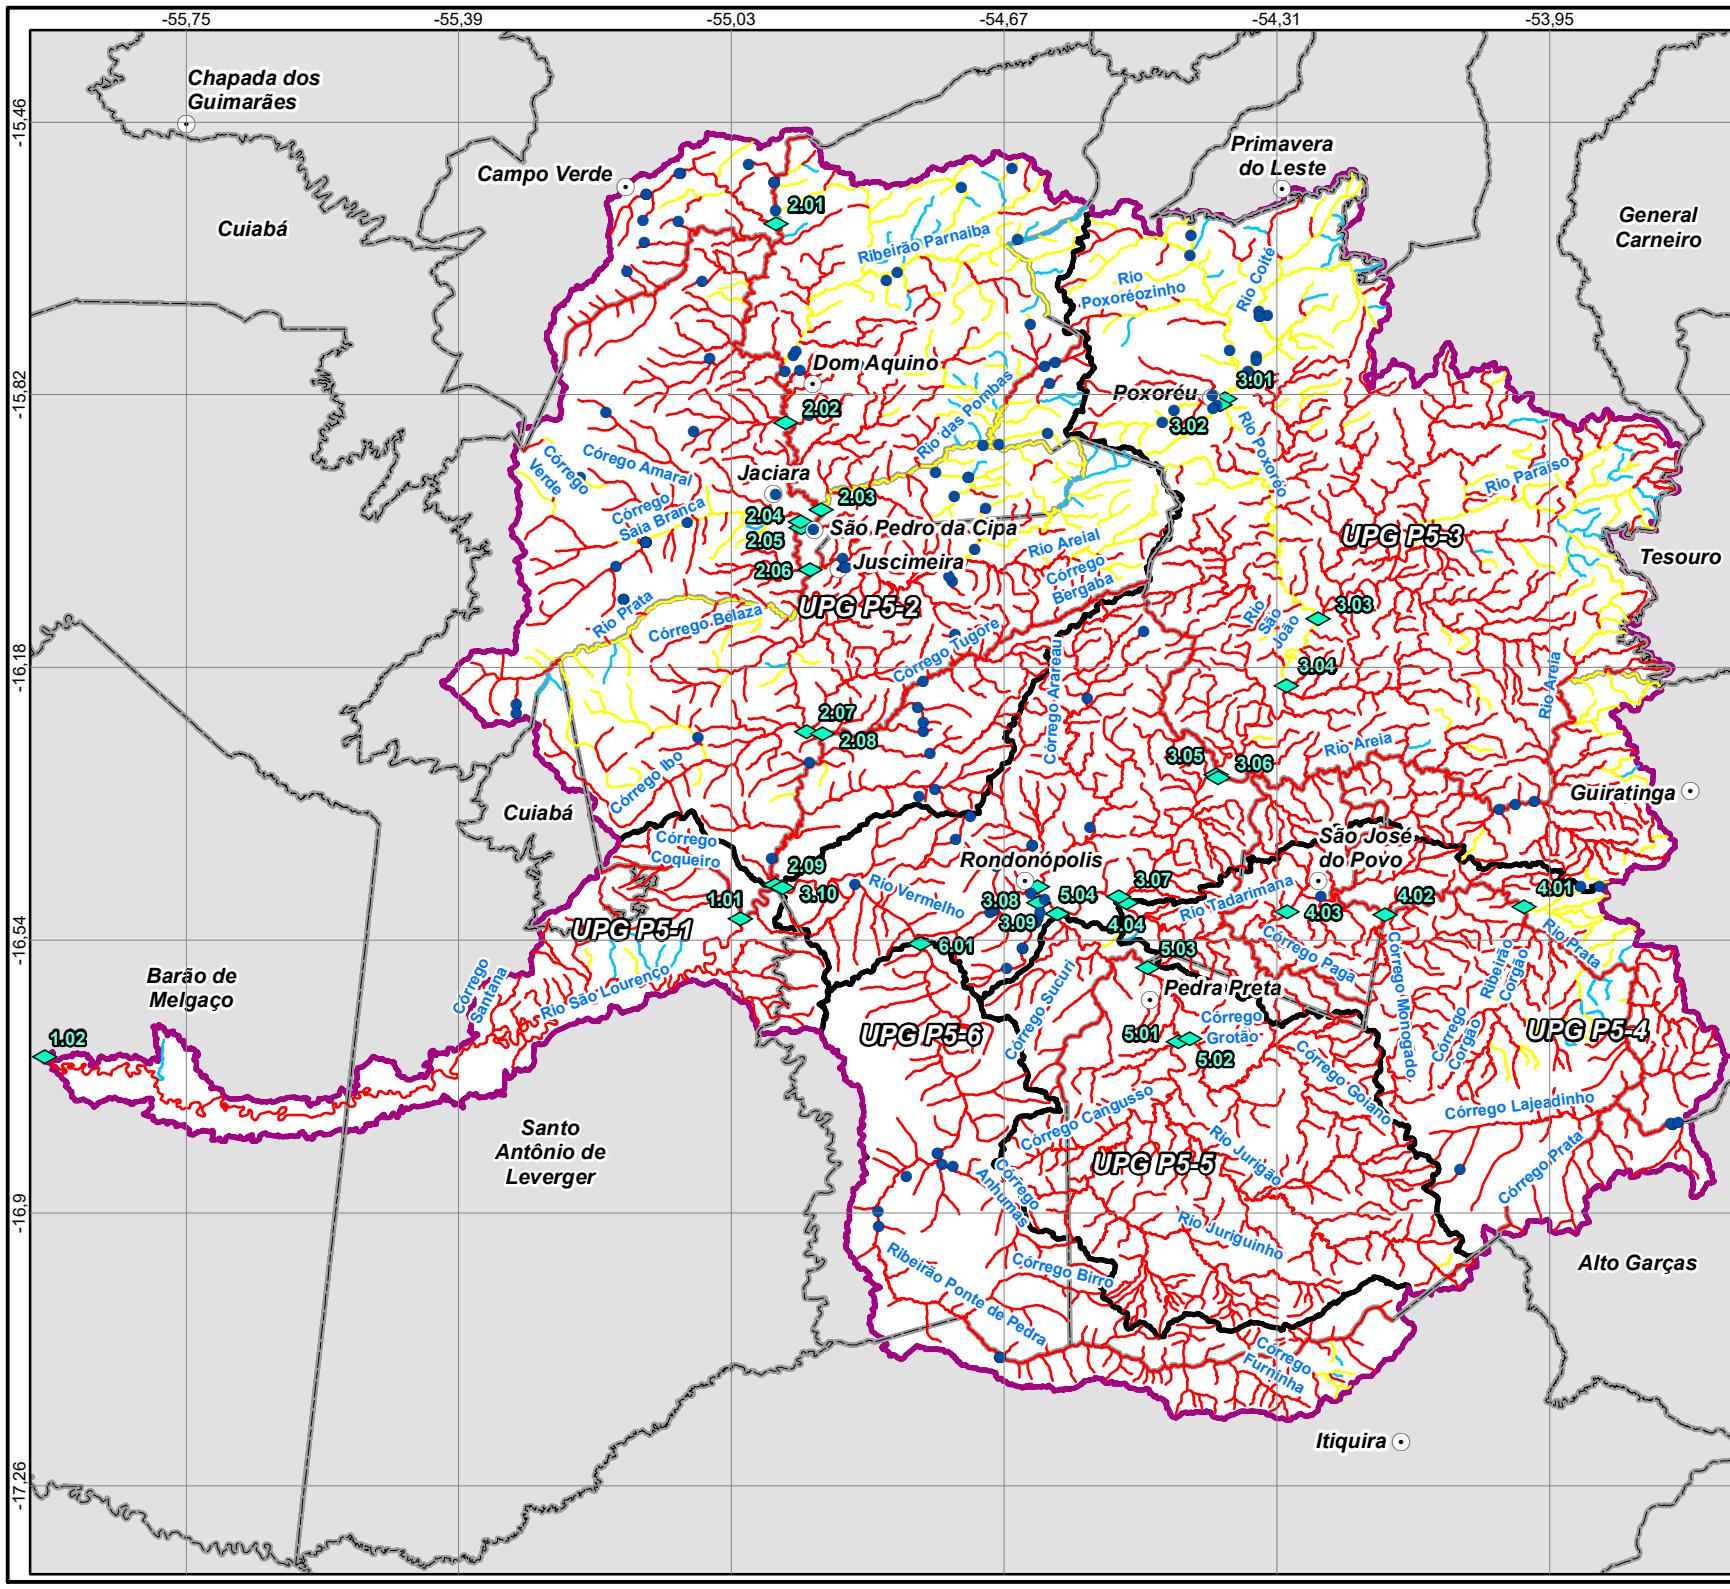 -55,75
-55,39
-55,03
-54,67
-54,31
-53,95
-15,46
-15,82
-16,18
-16,54
-16,9
-17,26
Chapada dos
Guimarães
Campo Verde
Cuiabá
Primavera
do Leste
General
Carneiro
2.01
Ribeirão Parnaiba
Rio
Poxoréozinho
Rio Coité
Dom Aquino
2.02
Poxoréu
3.01
3.02
Rio das Pombas
Rio Poxoréo
Córrego
Verde
Córego Amaral
Córrego
Saia Branca
Jaciara
2.03
2.04
2.05
São Pedro da Cipa
2.06
Juscimeira
Rio Areial
Córrego
Bergaba
Rio Paraíso
UPG P5-3
Tesouro
UPG P5-2
Rio Prata
Córrego Belaza
Córrego Tugore
Rio
São
João
3.03
3.04
Córrego Arareau
Rio Areia
2.07
2.08
Córrego Ibo
3.05
3.06
Rio Areia
Guiratinga
Cuiabá
Córrego
Coqueiro
2.09
3.10
1.01
Rondonópolis
Rio Vermelho
3.08
3.09
5.04
3.07
4.04
São José
do Povo
Rio Tadarimana
4.03
4.02
4.01
UPG P5-1
6.01
5.03
Córrego Paga
Córrego Monogado
Ribeirão
Corgão
Córrego
Corgão
Rio Prata
Barão de
Melgaço
Córrego
Santana
Rio São Lourenço
Córrego Sucuri
Pedra Preta
UPG P5-6
5.01
Córrego
Grotão
5.02
UPG P5-4
1.02
Córrego Goiano
Córrego Lajeadinho
Santo
Antônio de
Leverger
Córrego Cangusso
Rio Jurigão
UPG P5-5
Córrego Prata
Córrego
Anhumas
Rio Juriguinho
Ribeirão Ponte de Pedra
Córrego Birro
Alto Garças
Córrego
Furninha
Itiquira